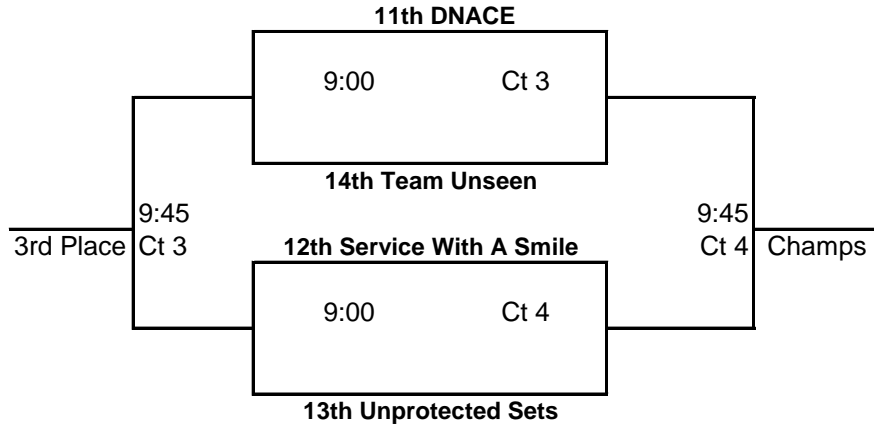 11th DNACE
9:00 Ct 3
14th Team Unseen
9:45 9:45
3rd Place Ct 3 12th Service With A Smile Ct 4 Champs
9:00 Ct 4
13th Unprotected Sets